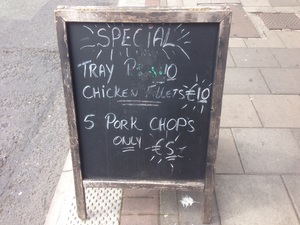 SPECIAL
TRAY
CHICKEN FILLETS €10
5 PORK CHOPS
ONLY €5